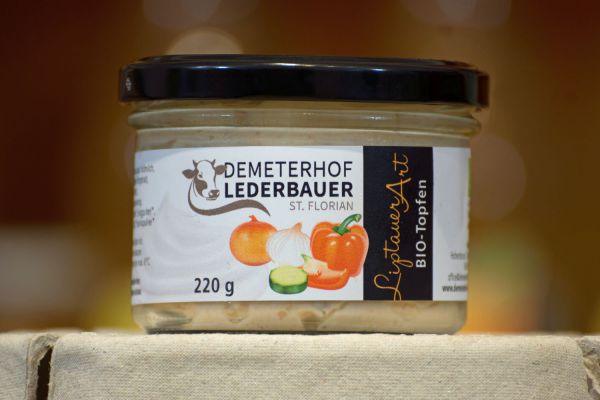 DEMETERHOF
LEDERBAUER
ST. FLORIAN
220 g
Liptauer Art
BIO-Topfen